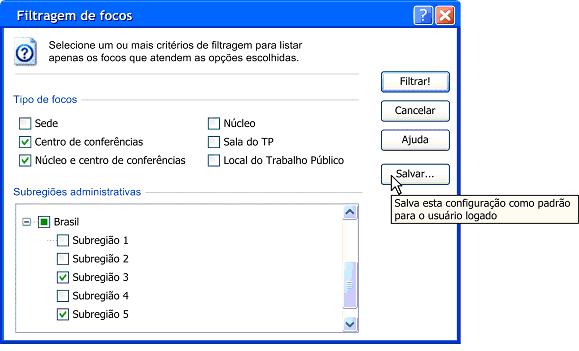 Filtragem de focos
Selecione um ou mais critérios de filtragem para listar
apenas os focos que atendem as opções escolhidas.
Filtrar!
Cancelar
Ajuda
Salvar...
Salva esta configuração como padrão
para o usuário logado
Tipo de focos
Sede
Núcleo
Centro de conferências
Sala do TP
Núcleo e centro de conferências
Local do Trabalho Público
Subregiões administrativas
Brasil
Subregião 1
Subregião 2
Subregião 3
Subregião 4
Subregião 5